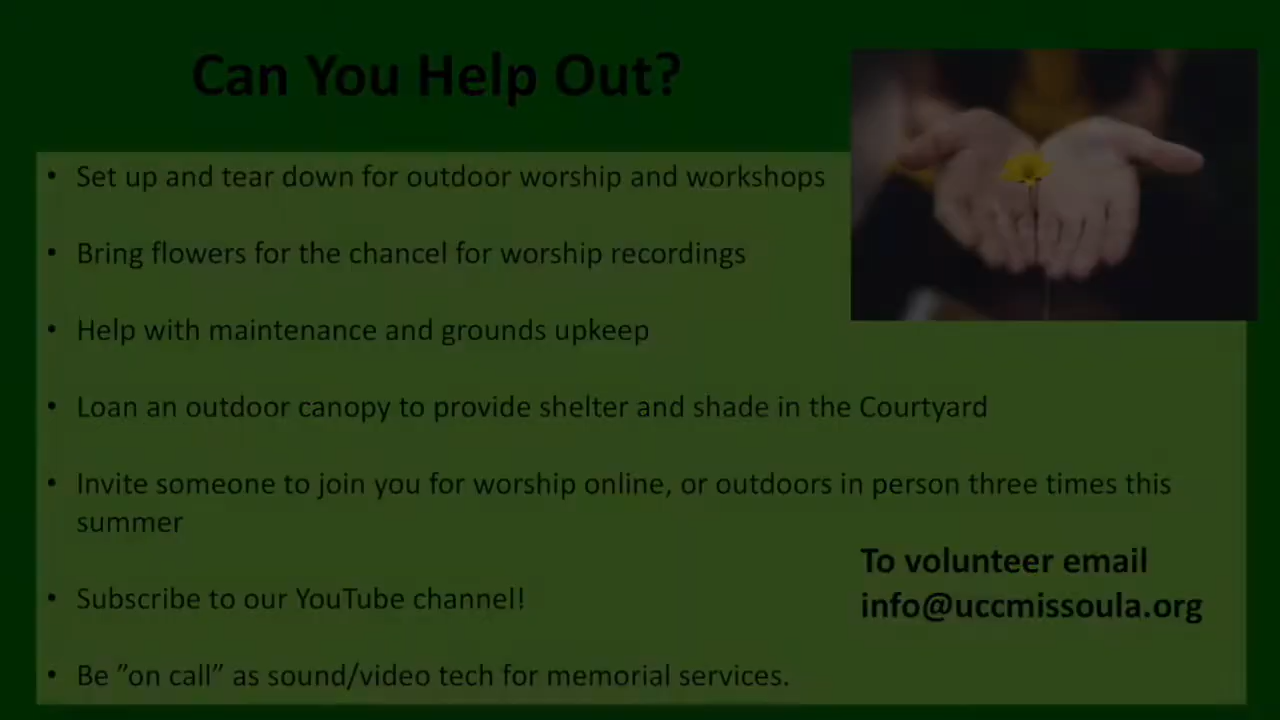 Can You Help Out?
• Set up and tear down for outdoor worship and workshops
• Bring flowers for the chancel for worship recordings
• Help with maintenance and grounds upkeep
• Loan an outdoor canopy to provide shelter and shade in the Courtyard
• Invite someone to join you for worship online, or outdoors in person three times this
summer
• Subscribe to our YouTube channel!
• Be ”on call” as sound/video tech for memorial services.
To volunteer email
info@uccmissoula.org